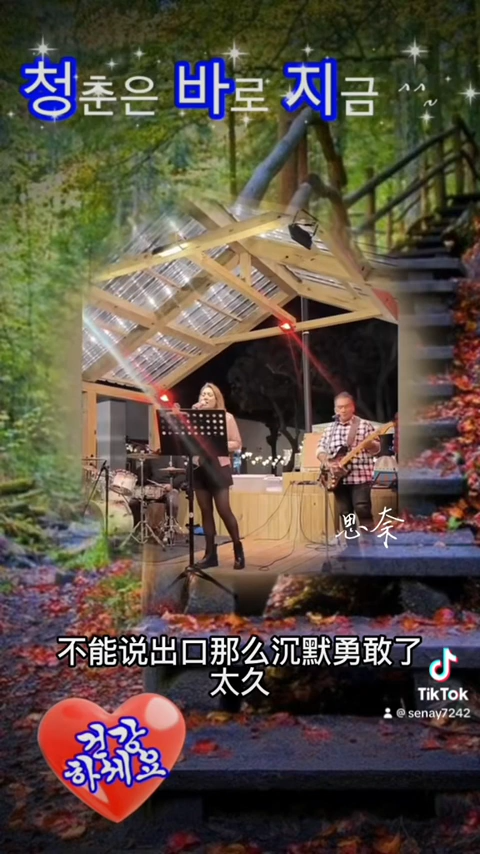 청춘은 바로 지금 ^^~
思奈
不能说出口那么沉默勇敢了
太久
TikTok
@senay7242
건강
하세요